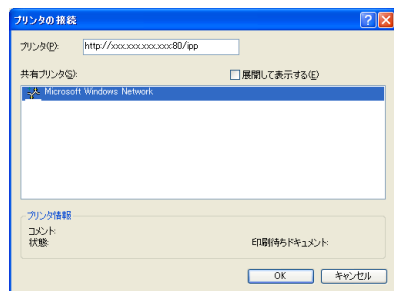 プリンタの接続
プリンタ(P):
http://xxx.xxx.xxx.xxx:80/ipp
共有プリンタ(S):
展開して表示する(E)
Microsoft Windows Network
プリンタ情報
コメント:
状態:
印刷待ちドキュメント:
OK
キャンセル